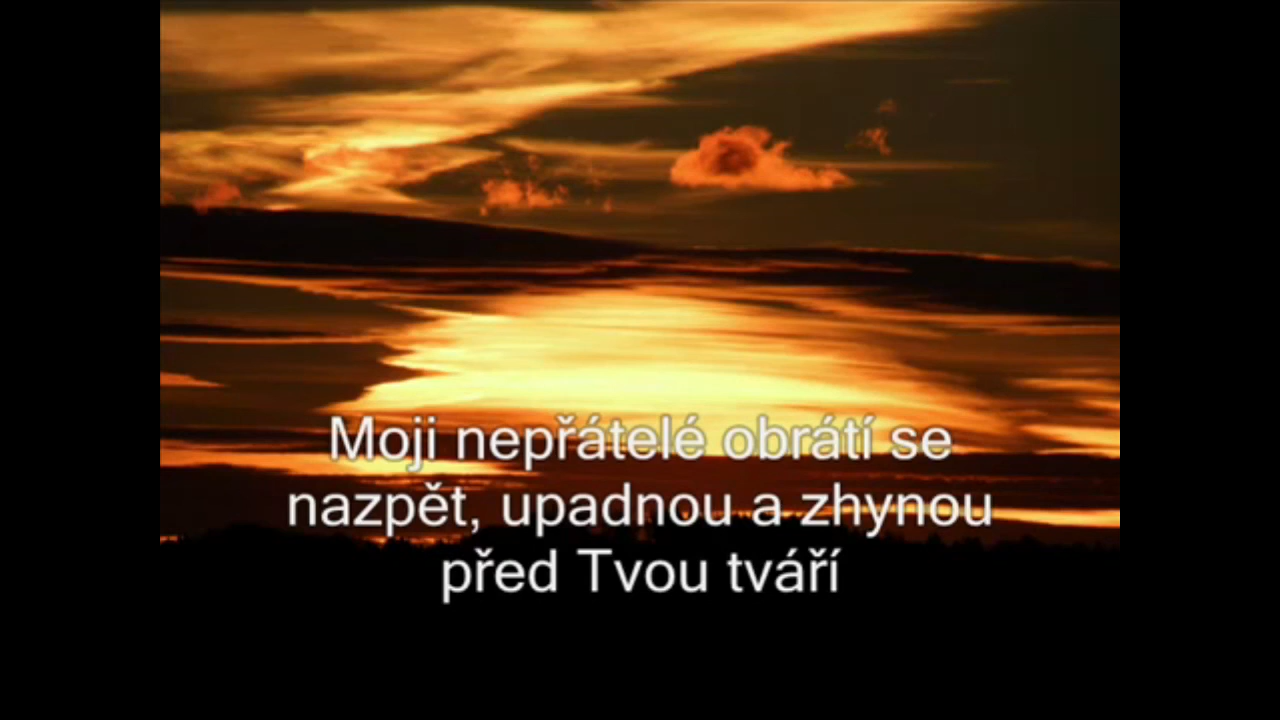 Moji nepřátelé obrátí se
nazpět, upadnou a zhynou
před Tvou tváří